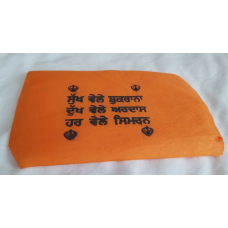 ਸੁੱਖ ਵੇਲੇ ਸ਼ੁਕਰਾਨਾ
ਦੁੱਖ ਵੇਲੇ ਅਰਦਾਸ
ਹਰ ਵੇਲੇ ਸਿਮਰਨ